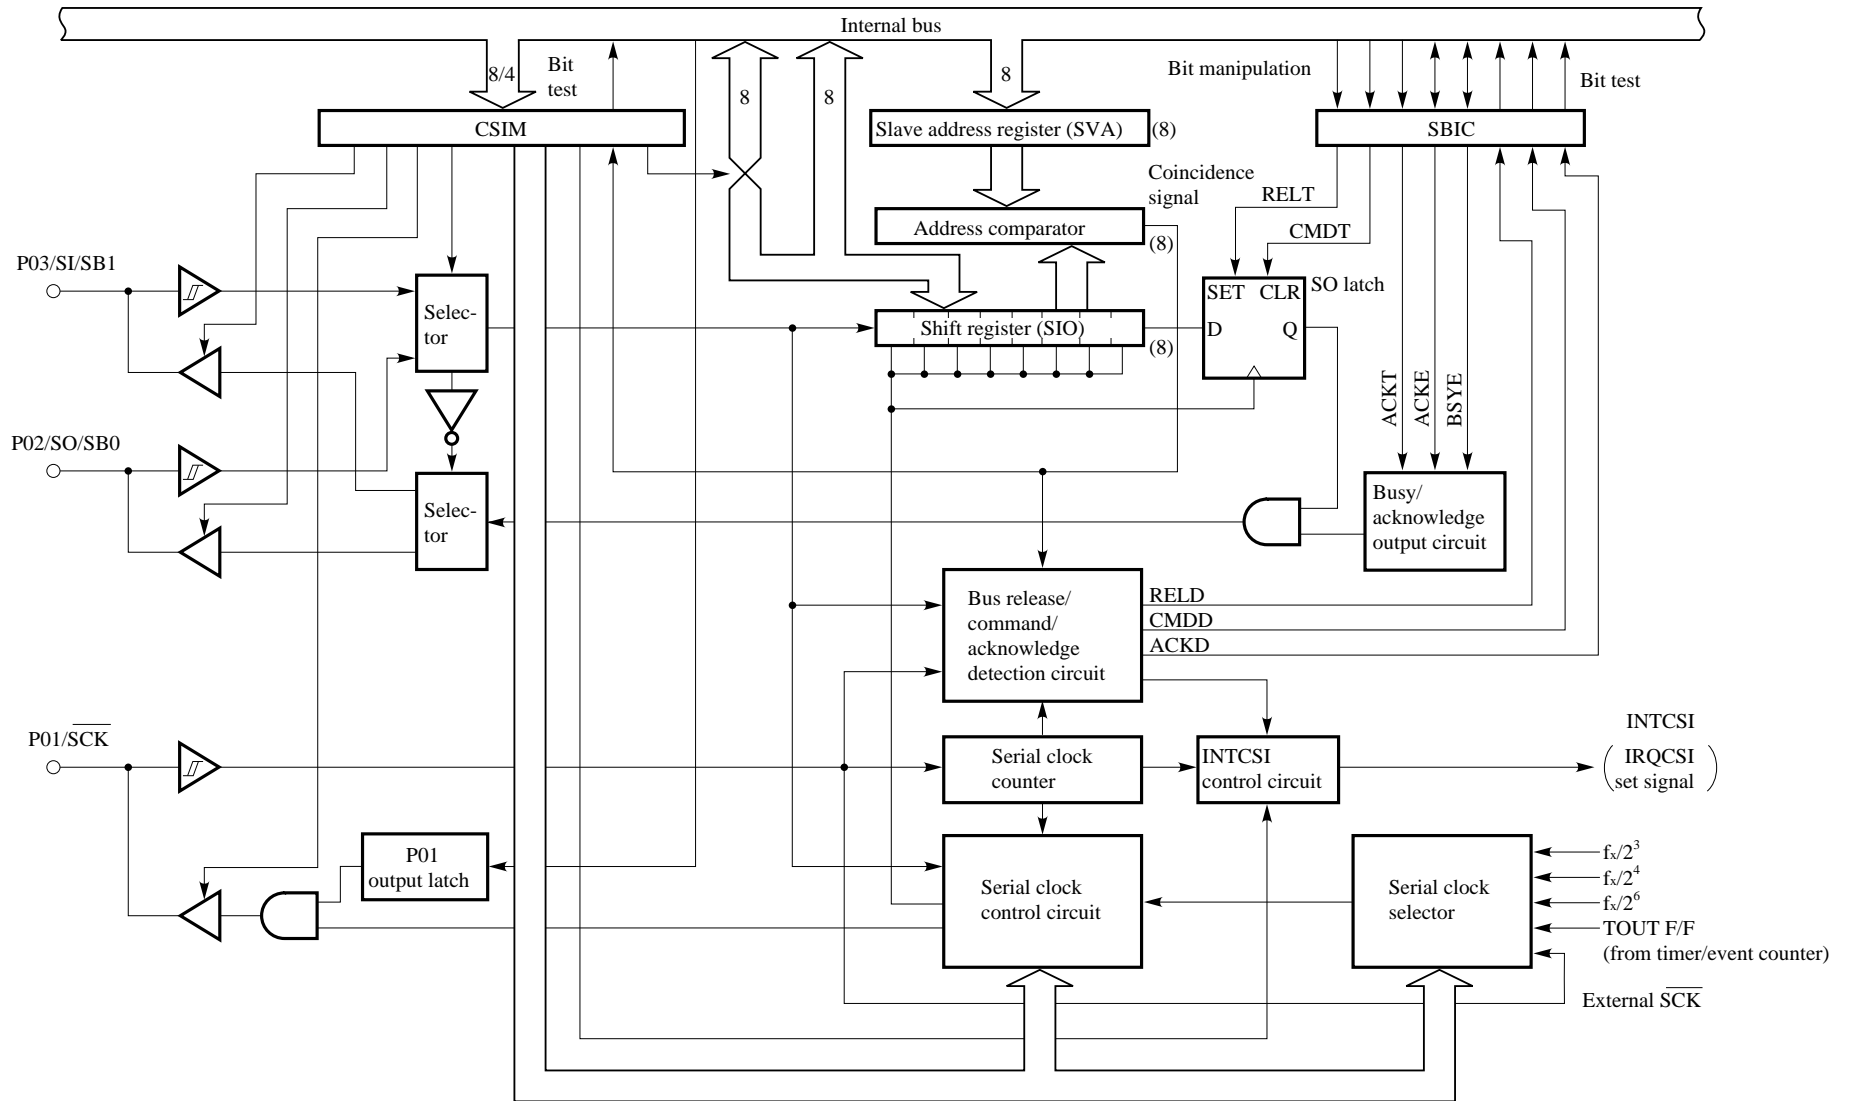 Internal bus
8/4
Bit
test
8
8
8
Bit manipulation
Bit test
CSIM
Slave address register (SVA)
(8)
SBIC
Coincidence
signal
RELT
Address comparator
(8)
CMDT
P03/SI/SB1
Selec-
tor
SET CLR
SO latch
Shift register (SIO)
(8)
D
Q
ACKT
ACKE
BSYE
P02/SO/SB0
Selec-
tor
Busy/
acknowledge
output circuit
Bus release/
command/
acknowledge
detection circuit
RELD
CMDD
ACKD
P01/S̅C̅K̅
Serial clock
counter
INTCSI
control circuit
INTCSI
( IRQCSI
set signal )
P01
output latch
Serial clock
control circuit
Serial clock
selector
fx/2³
fx/2⁴
fx/2⁶
TOUT F/F
(from timer/event counter)
External S̅C̅K̅